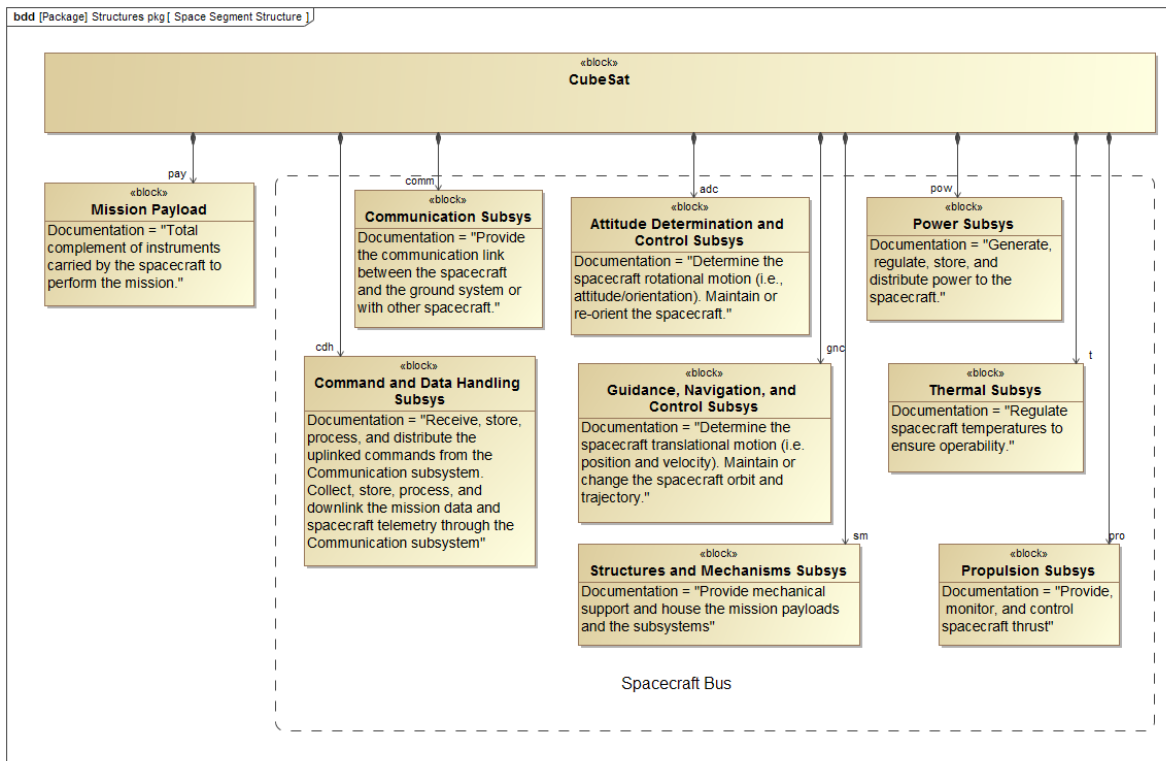 bdd [Package] Structures pkg [ Space Segment Structure ]
«block»
CubeSat
pay
«block»
Mission Payload
Documentation = "Total
complement of instruments
carried by the spacecraft to
perform the mission."
comm
«block»
Communication Subsys
Documentation = "Provide
the communication link
between the spacecraft
and the ground system or
with other spacecraft."
adc
«block»
Attitude Determination and
Control Subsys
Documentation = "Determine the
spacecraft rotational motion (i.e.,
attitude/orientation). Maintain or
re-orient the spacecraft."
pow
«block»
Power Subsys
Documentation = "Generate,
regulate, store, and
distribute power to the
spacecraft."
cdh
«block»
Command and Data Handling
Subsys
Documentation = "Receive, store,
process, and distribute the
uplinked commands from the
Communication subsystem.
Collect, store, process, and
downlink the mission data and
spacecraft telemetry through the
Communication subsystem"
gnc
«block»
Guidance, Navigation, and
Control Subsys
Documentation = "Determine the
spacecraft translational motion (i.e.
position and velocity). Maintain or
change the spacecraft orbit and
trajectory."
t
«block»
Thermal Subsys
Documentation = "Regulate
spacecraft temperatures to
ensure operability."
sm
«block»
Structures and Mechanisms Subsys
Documentation = "Provide mechanical
support and house the mission payloads
and the subsystems"
pro
«block»
Propulsion Subsys
Documentation = "Provide,
monitor, and control
spacecraft thrust"
Spacecraft Bus